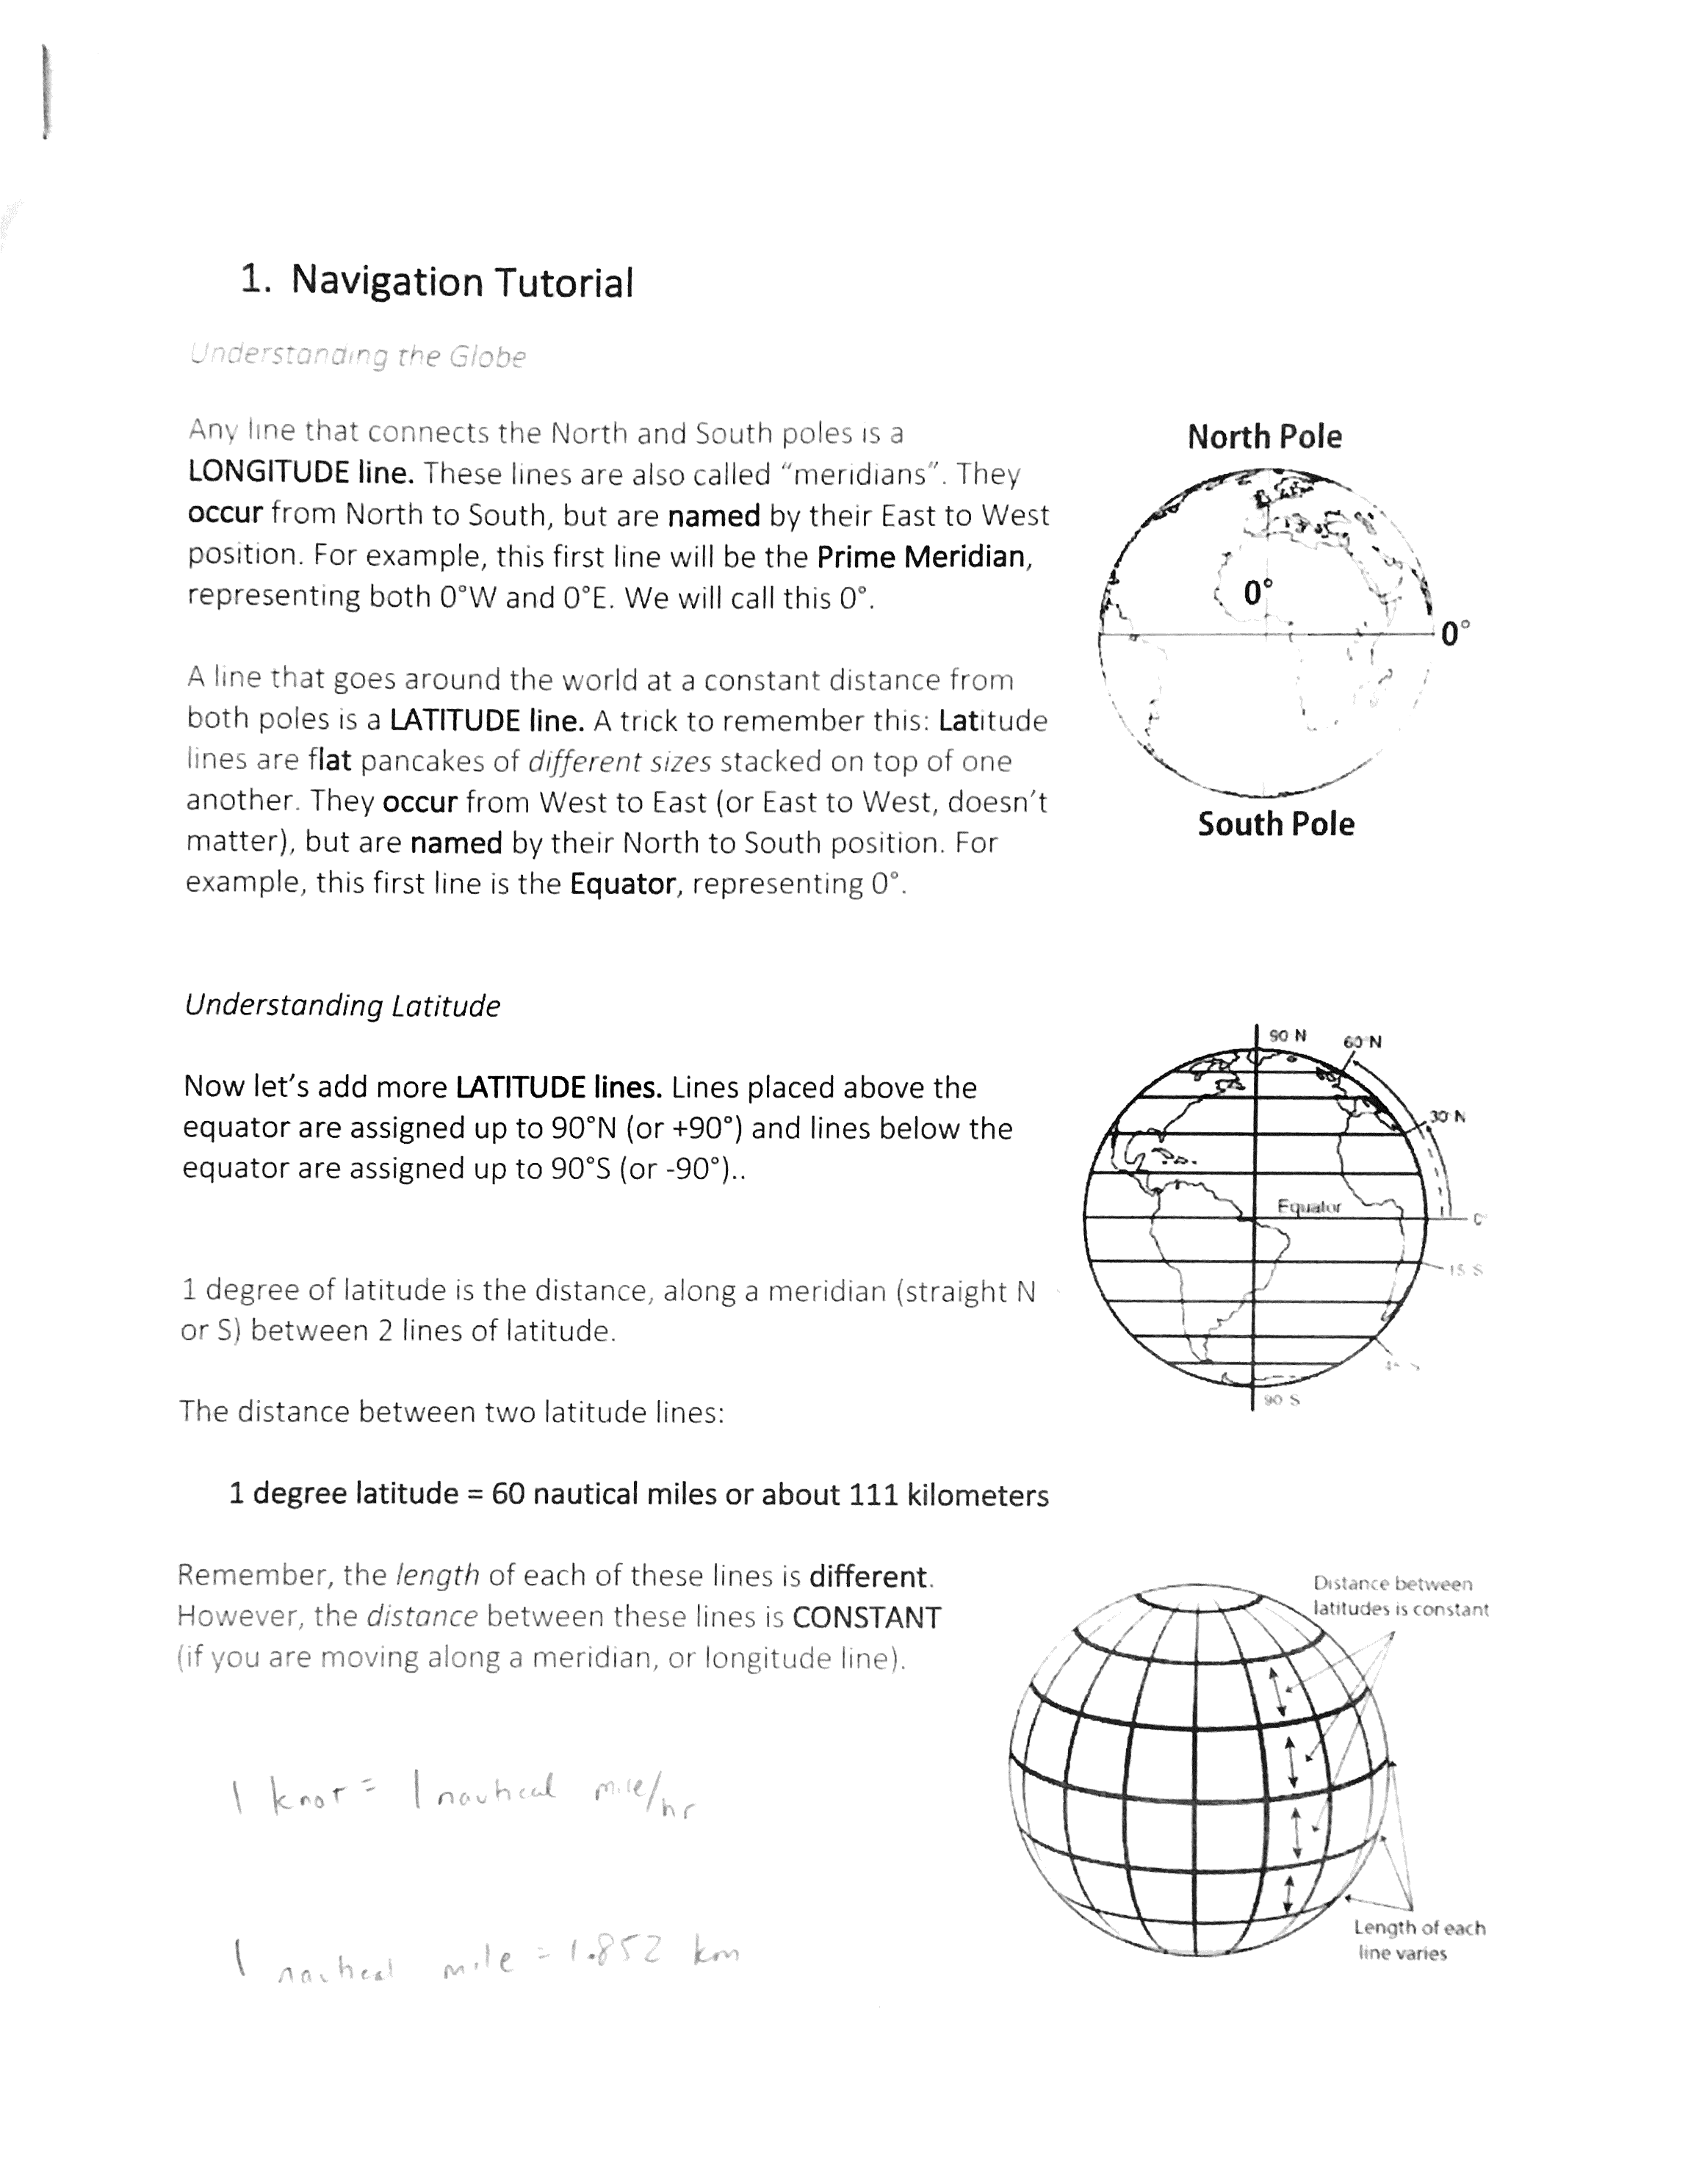 1. Navigation Tutorial
Understanding the Globe
Any line that connects the North and South poles is a
LONGITUDE line. These lines are also called “meridians”. They
occur from North to South, but are named by their East to West
position. For example, this first line will be the Prime Meridian,
representing both 0°W and 0°E. We will call this 0°.
North Pole
0°
0°
South Pole
A line that goes around the world at a constant distance from
both poles is a LATITUDE line. A trick to remember this: Latitude
lines are flat pancakes of different sizes stacked on top of one
another. They occur from West to East (or East to West, doesn’t
matter), but are named by their North to South position. For
example, this first line is the Equator, representing 0°.
Understanding Latitude
Now let’s add more LATITUDE lines. Lines placed above the
equator are assigned up to 90°N (or +90°) and lines below the
equator are assigned up to 90°S (or -90°)..
90 N
60 N
30 N
Equator
15 S
90 S
1 degree of latitude is the distance, along a meridian (straight N
or S) between 2 lines of latitude.
The distance between two latitude lines:
1 degree latitude = 60 nautical miles or about 111 kilometers
Remember, the length of each of these lines is different.
However, the distance between these lines is CONSTANT
(if you are moving along a meridian, or longitude line).
Distance between
latitudes is constant
Length of each
line varies
1 knot = 1 nautical mile/hr
1 nautical mile = 1.852 km